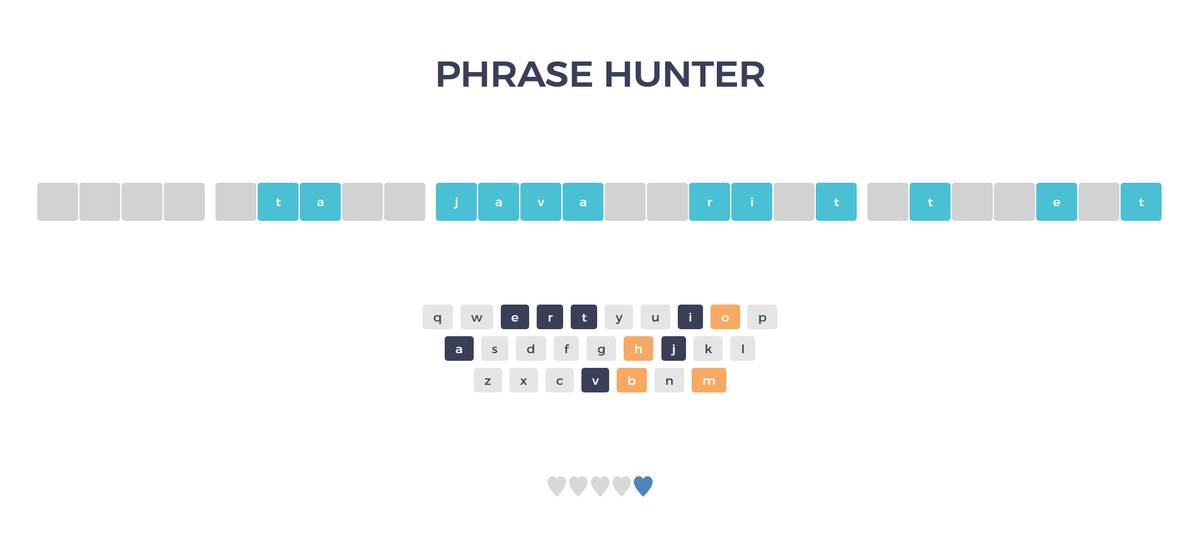 PHRASE HUNTER
t a j a v a r i t t e t
q w e r t y u i o p
a s d f g h j k l
z x c v b n m